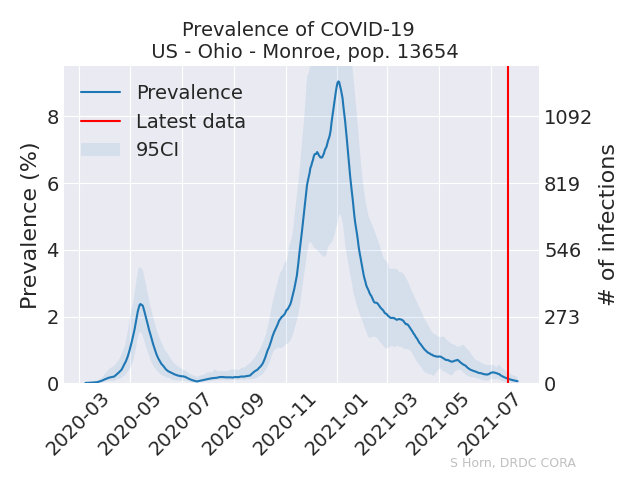 Prevalence of COVID-19
US - Ohio - Monroe, pop. 13654
Prevalence
Latest data
95CI
Prevalence (%)
8
6
4
2
0
1092
819
546
273
0
# of infections
2020-03
2020-05
2020-07
2020-09
2020-11
2021-01
2021-03
2021-05
2021-07
S Horn, DRDC CORA